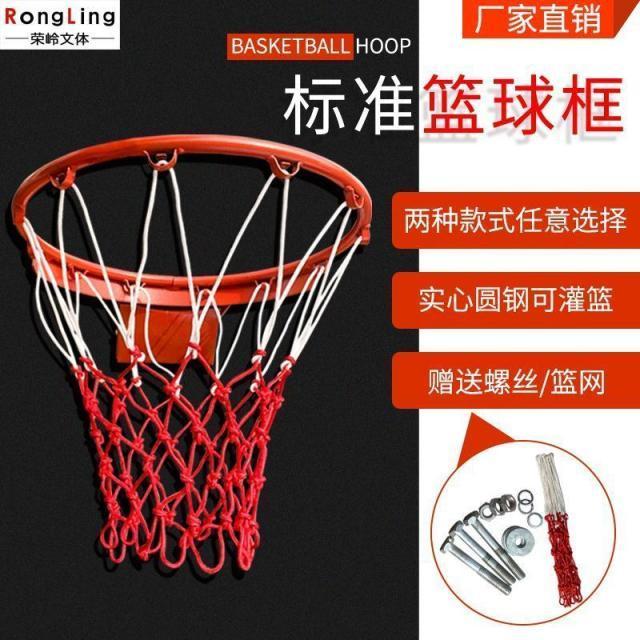 RongLing
荣岭文体
厂家直销
BASKETBALL HOOP
标准篮球框
两种款式任意选择
实心圆钢可灌篮
赠送螺丝/篮网